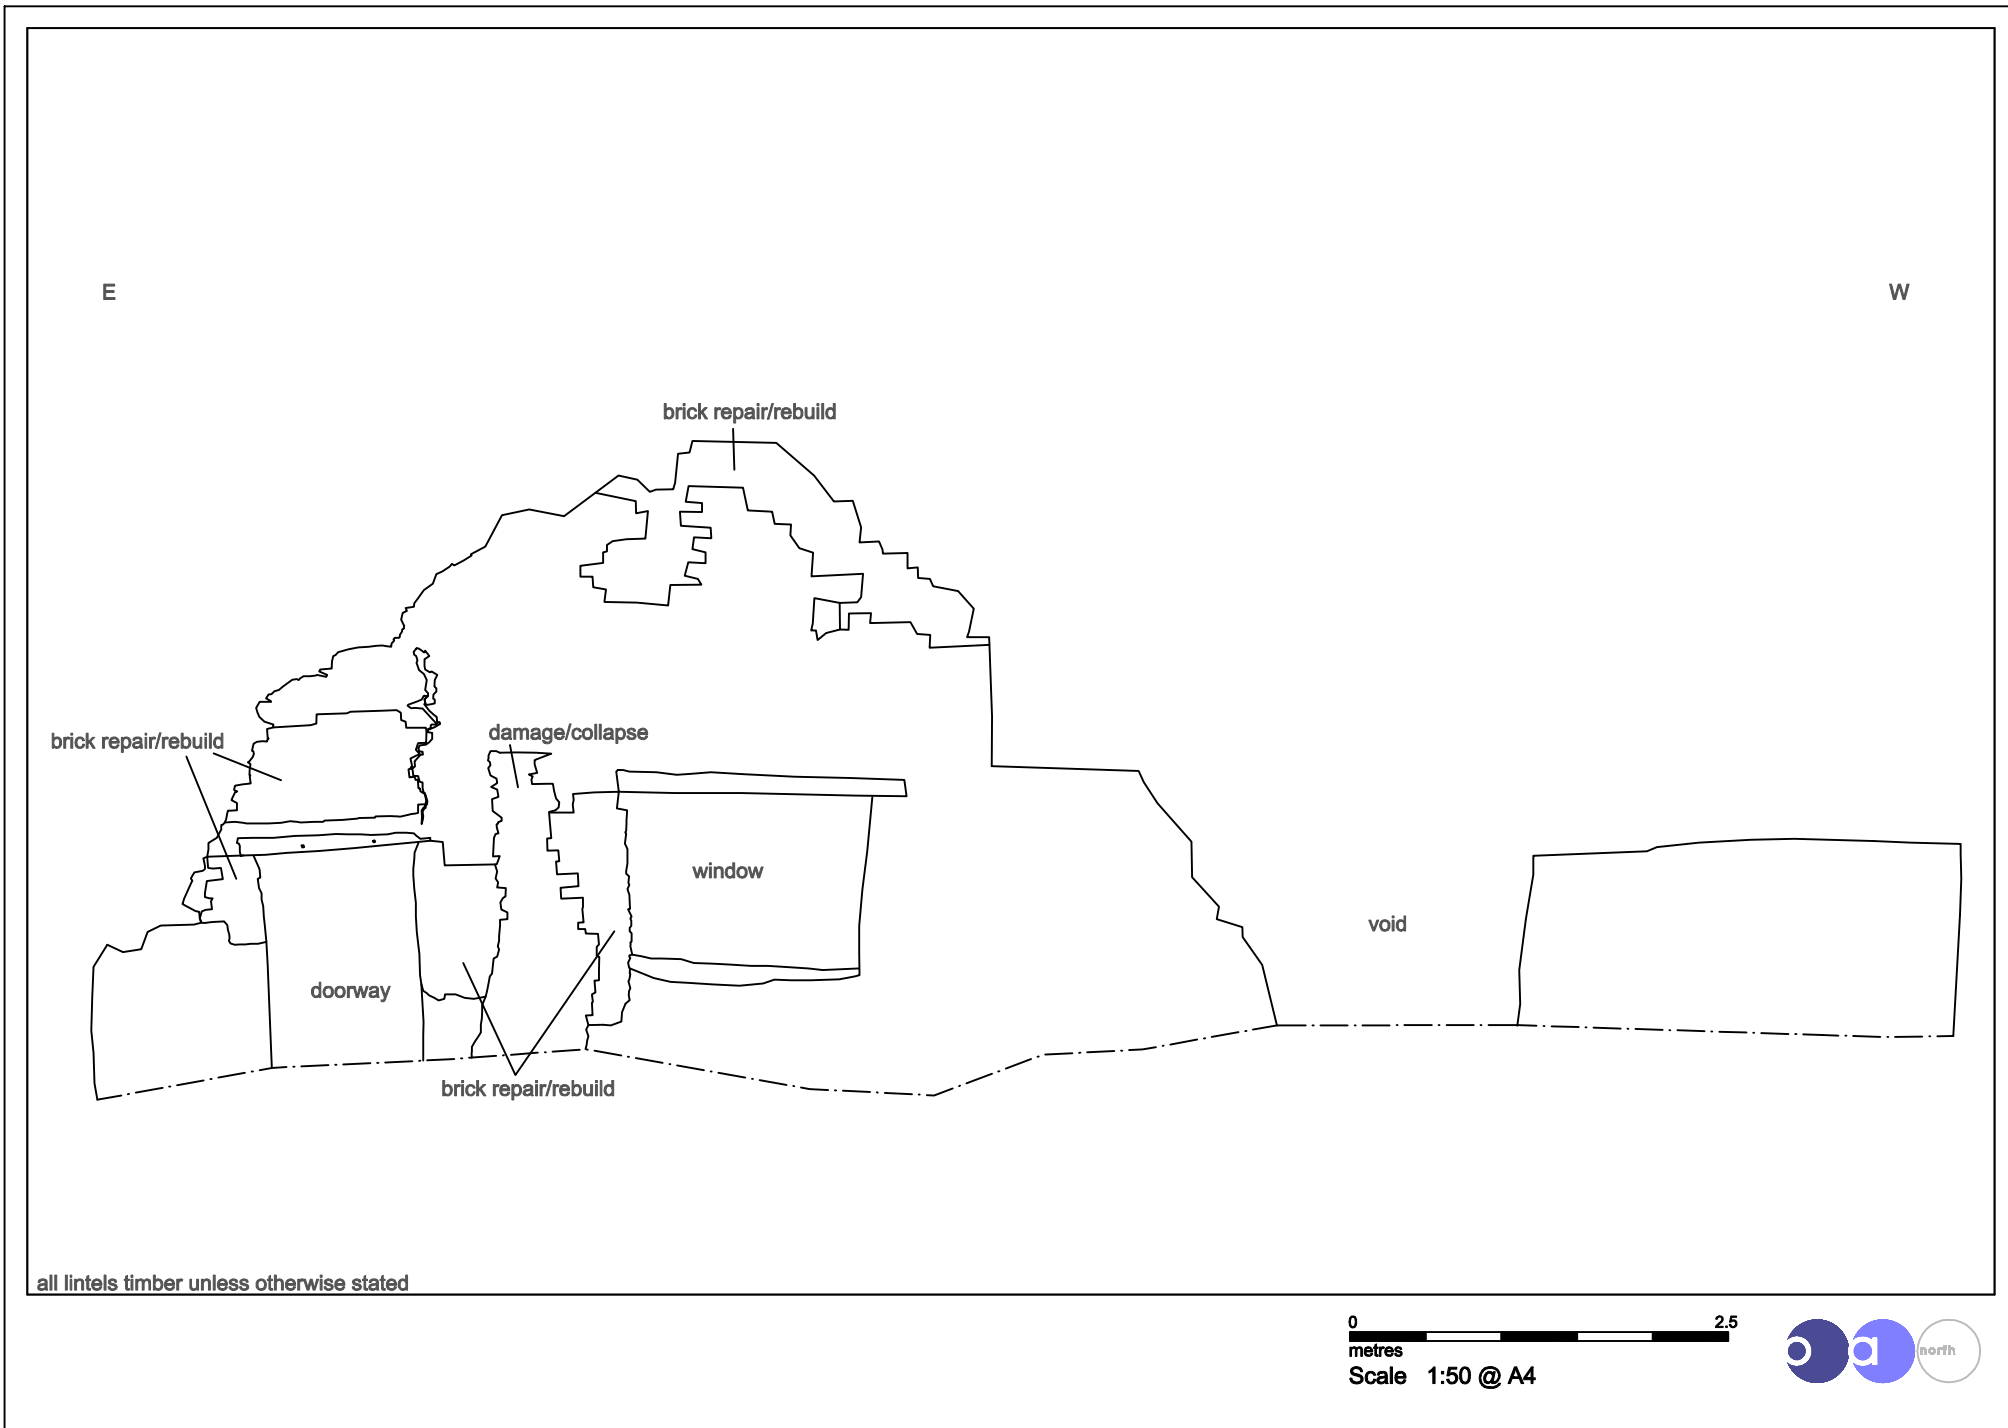 E
W
brick repair/rebuild
damage/collapse
brick repair/rebuild
window
void
doorway
brick repair/rebuild
all lintels timber unless otherwise stated
0 2.5
metres
Scale 1:50 @ A4
oa north